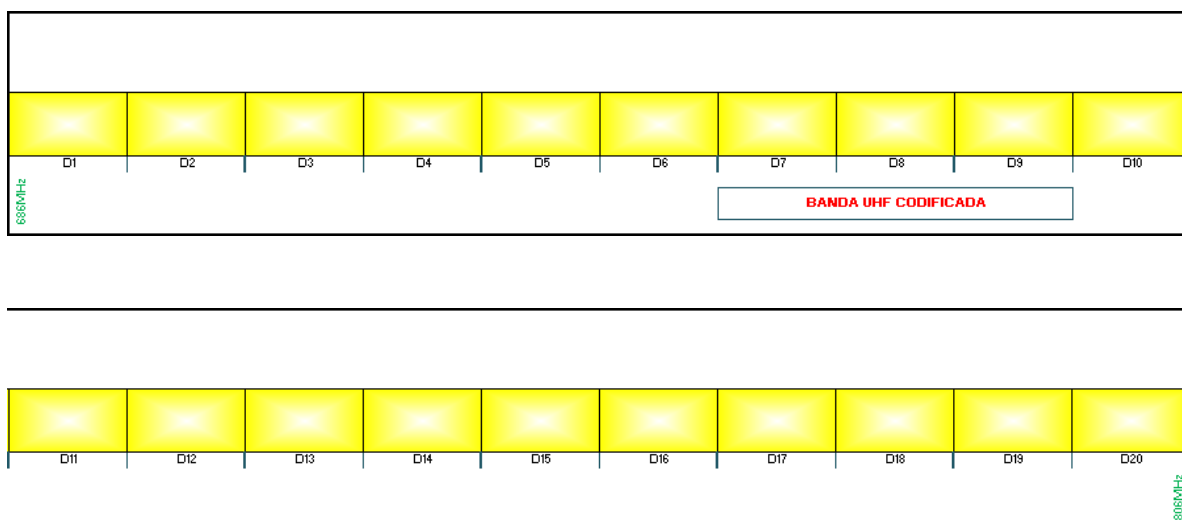 D1 D2 D3 D4 D5 D6 D7 D8 D9 D10
686MHz
BANDA UHF CODIFICADA
D11 D12 D13 D14 D15 D16 D17 D18 D19 D20
806MHz